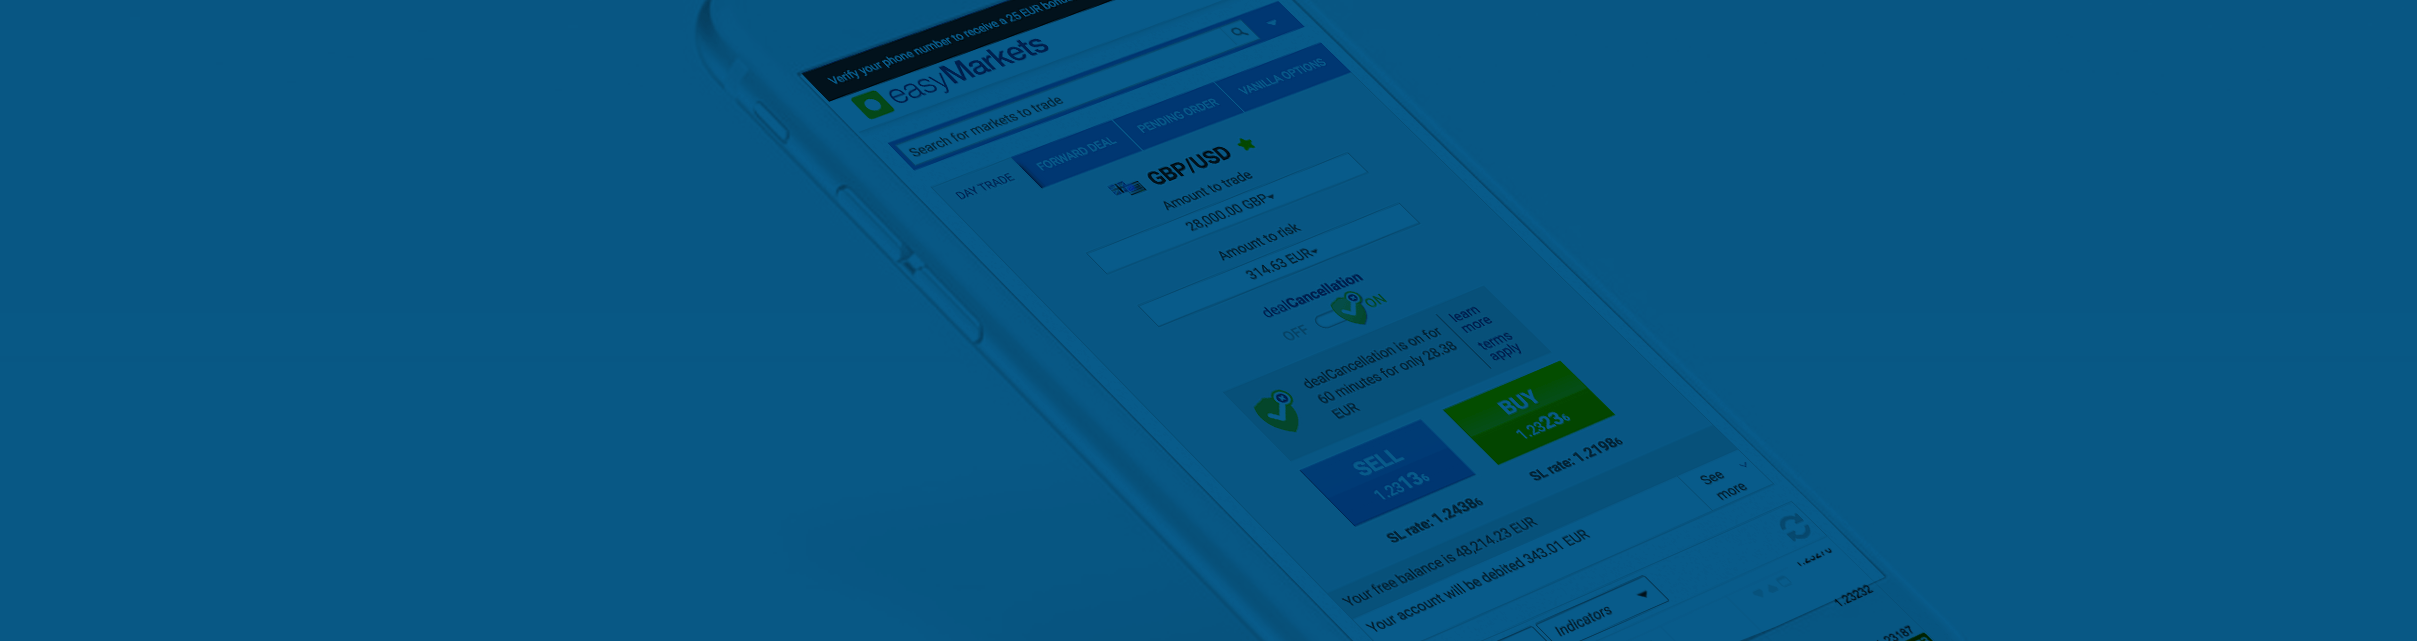 Verify your phone number to receive a 25 EUR bonus
easyMarkets
Search for markets to trade
DAY TRADE
FORWARD DEAL
PENDING ORDER
VANILLA OPTIONS
GBP/USD
Amount to trade
28,000.00 GBP
Amount to risk
314.63 EUR
dealCancellation
OFF
ON
dealCancellation is on for
60 minutes for only 28.38
EUR
learn
more
terms
apply
SELL
1.23136
BUY
1.23236
SL rate: 1.24386
SL rate: 1.21986
Your free balance is 48,214.23 EUR
See
more
Your account will be debited 343.01 EUR
Indicators
1.23232